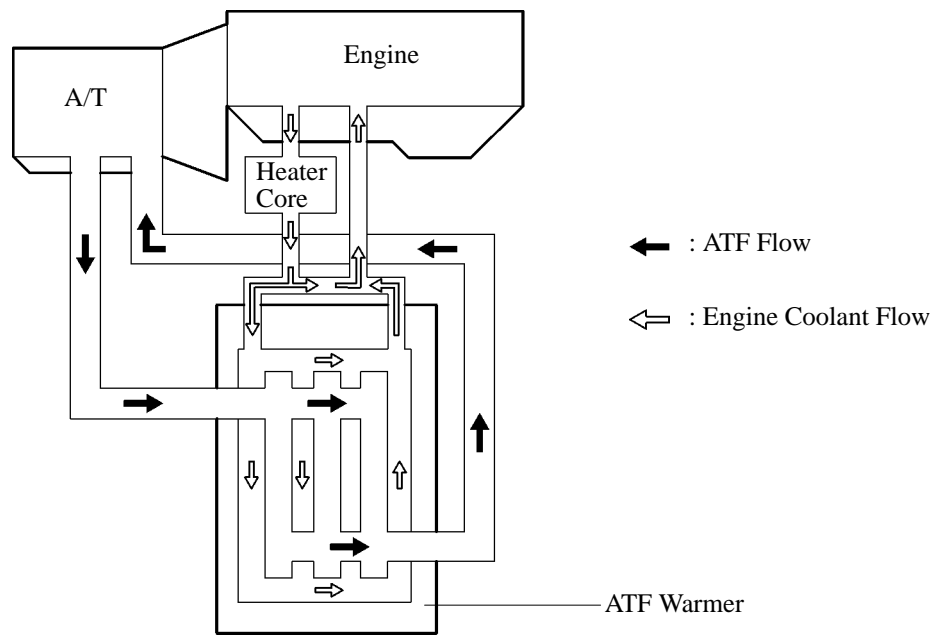 Engine
A/T
Heater
Core
: ATF Flow
: Engine Coolant Flow
ATF Warmer